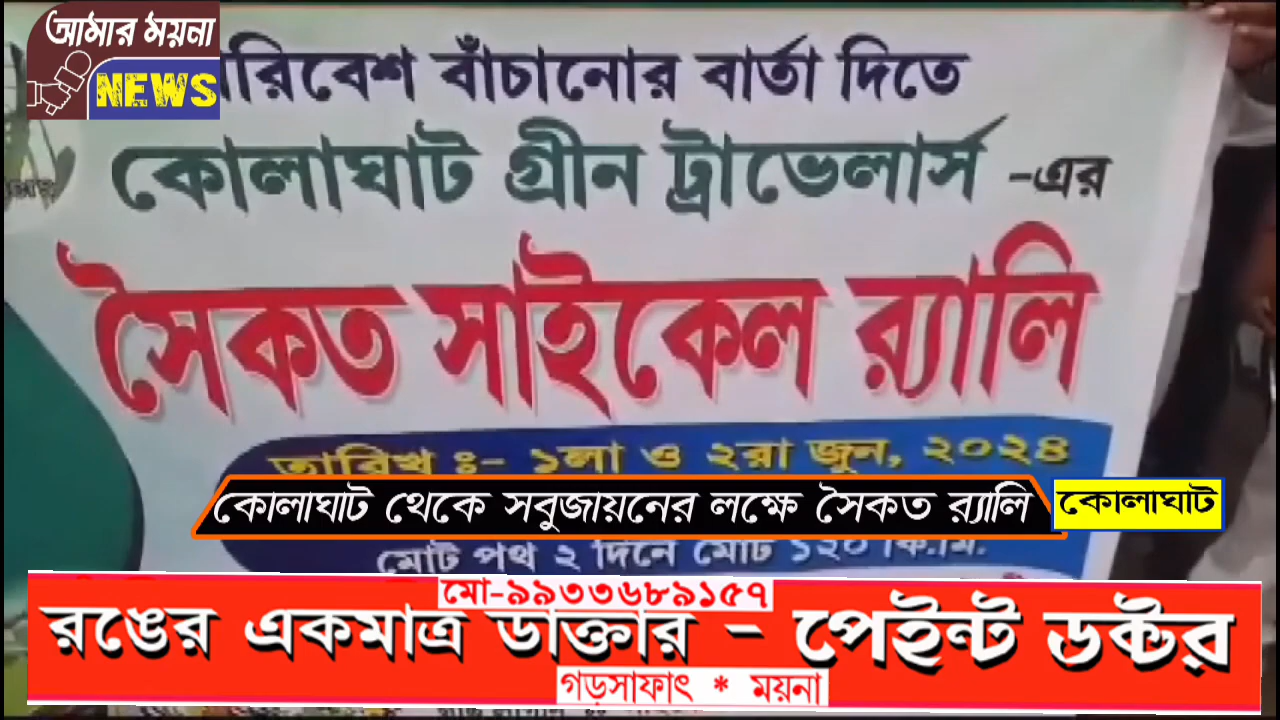 আমার ময়না
NEWS
পরিবেশ বাঁচানোর বার্তা দিতে
কোলাঘাট গ্রীন ট্রাভেলার্স -এর
সৈকত সাইকেল র‍্যালি
তারিখ ঃ- ১লা ও ২রা জুন, ২০২৪
কোলাঘাট থেকে সবুজায়নের লক্ষে সৈকত র‍্যালি
কোলাঘাট
মোট পথ ২ দিনে মোট ১২০ কি.মি.
মো-৯৯৩৩৬৮৯১৫৭
রঙের একমাত্র ডাক্তার - পেইন্ট ডক্টর
গড়সাফাৎ * ময়না